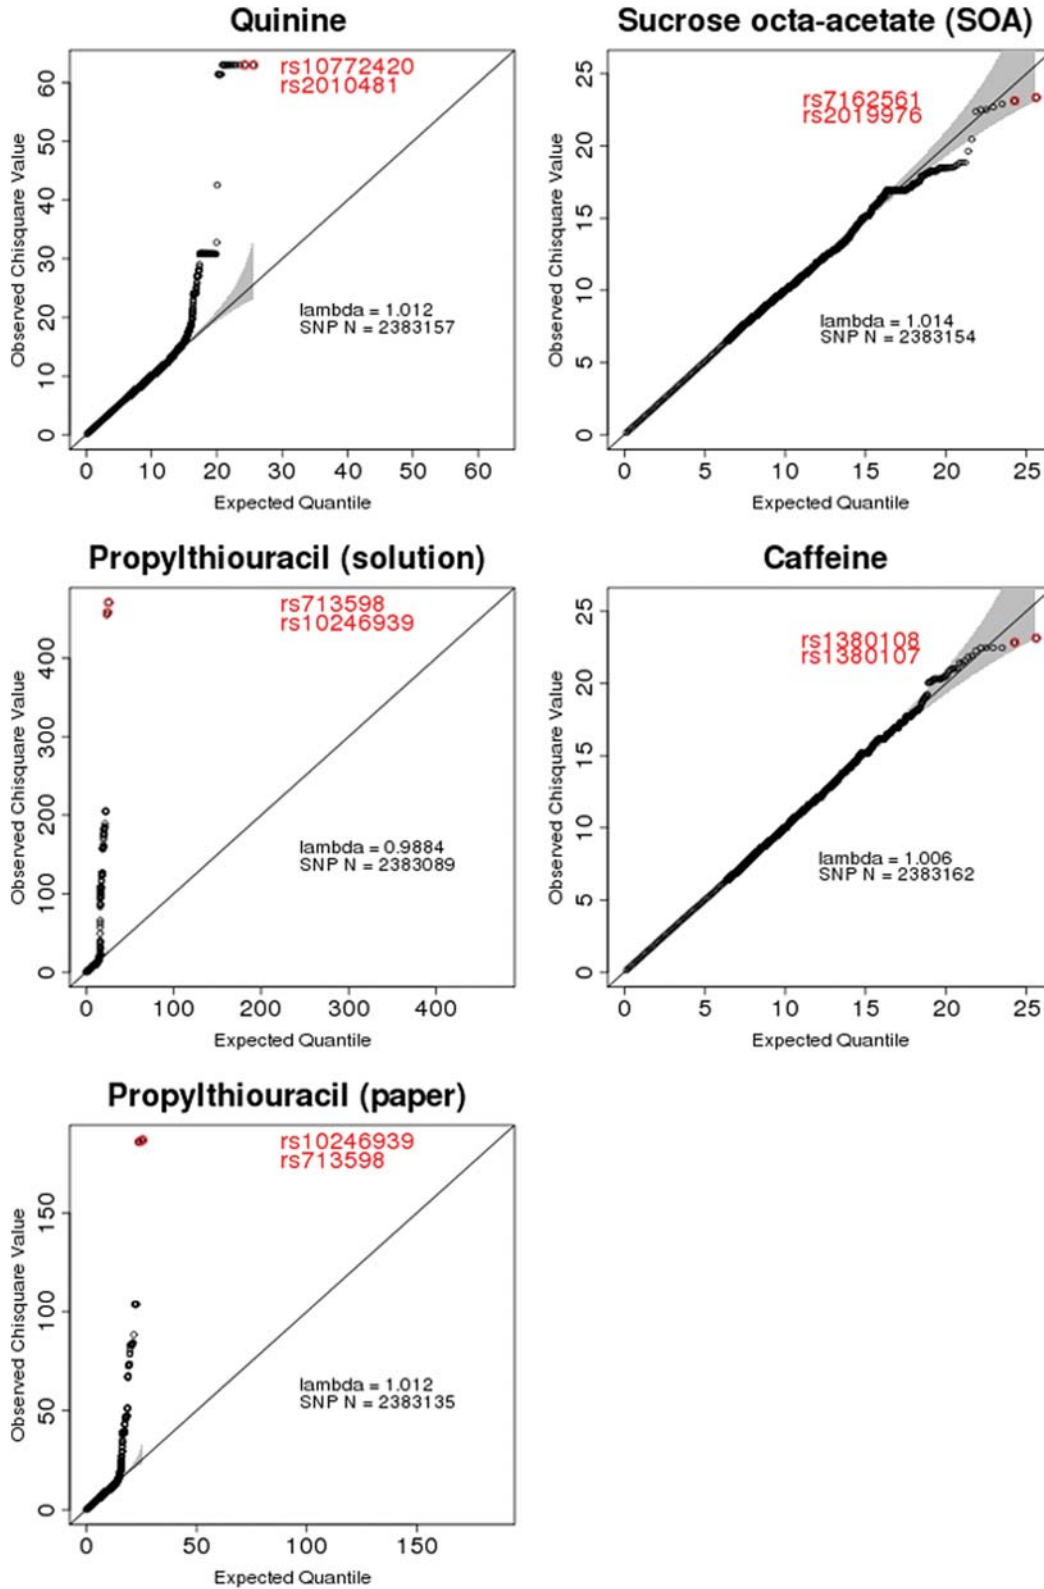 Quinine
Observed Chisquare Value
60
50
40
30
20
10
0
rs10772420
rs2010481
lambda = 1.012
SNP N = 2383157
0 10 20 30 40 50 60
Expected Quantile
Sucrose octa-acetate (SOA)
Observed Chisquare Value
25
20
15
10
5
0
rs7162561
rs2019976
lambda = 1.014
SNP N = 2383154
0 5 10 15 20 25
Expected Quantile
Propylthiouracil (solution)
Observed Chisquare Value
400
300
200
100
0
rs713598
rs10246939
lambda = 0.9884
SNP N = 2383089
0 100 200 300 400
Expected Quantile
Caffeine
Observed Chisquare Value
25
20
15
10
5
0
rs1380108
rs1380107
lambda = 1.006
SNP N = 2383162
0 5 10 15 20 25
Expected Quantile
Propylthiouracil (paper)
Observed Chisquare Value
150
100
50
0
rs10246939
rs713598
lambda = 1.012
SNP N = 2383135
0 50 100 150
Expected Quantile